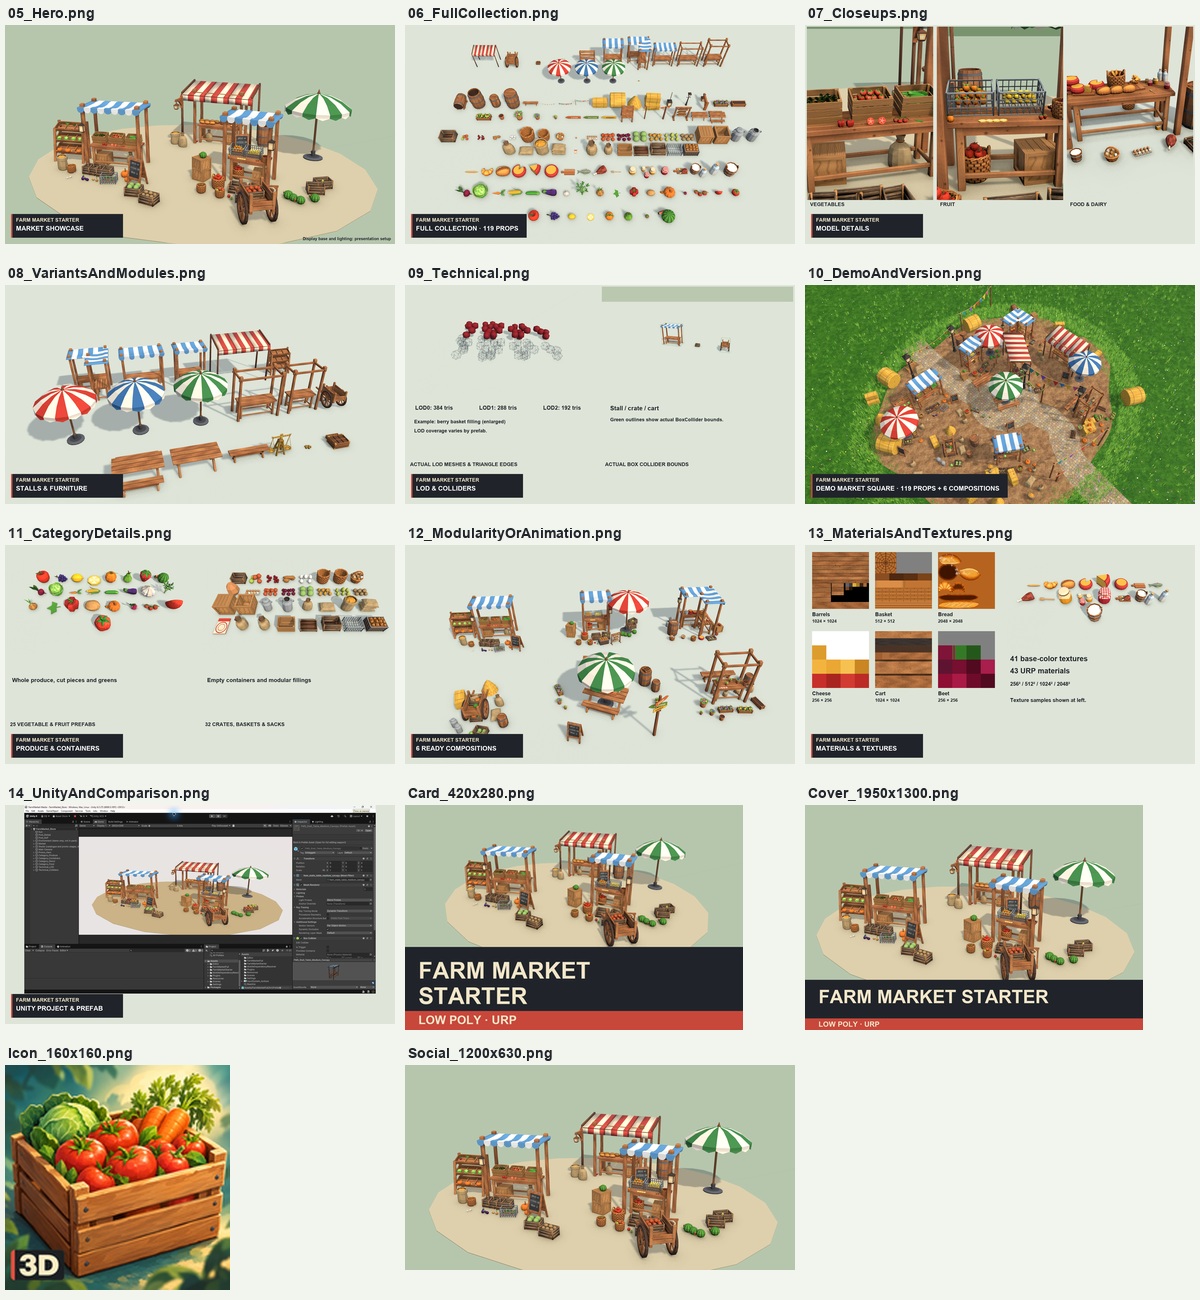 05_Hero.png
06_FullCollection.png
07_Closeups.png
FARM MARKET STARTER
MARKET SHOWCASE
Display base and lighting: presentation setup
FARM MARKET STARTER
FULL COLLECTION · 119 PROPS
VEGETABLES
FRUIT
FOOD & DAIRY
FARM MARKET STARTER
MODEL DETAILS
08_VariantsAndModules.png
09_Technical.png
10_DemoAndVersion.png
FARM MARKET STARTER
STALLS & FURNITURE
LOD0: 384 tris
LOD1: 288 tris
LOD2: 192 tris
Example: berry basket filling (enlarged)
LOD coverage varies by prefab.
Stall / crate / cart
Green outlines show actual BoxCollider bounds.
ACTUAL LOD MESHES & TRIANGLE EDGES
ACTUAL BOX COLLIDER BOUNDS
FARM MARKET STARTER
LOD & COLLIDERS
FARM MARKET STARTER
DEMO MARKET SQUARE · 119 PROPS + 6 COMPOSITIONS
11_CategoryDetails.png
12_ModularityOrAnimation.png
13_MaterialsAndTextures.png
Whole produce, cut pieces and greens
Empty containers and modular fillings
25 VEGETABLE & FRUIT PREFABS
32 CRATES, BASKETS & SACKS
FARM MARKET STARTER
PRODUCE & CONTAINERS
FARM MARKET STARTER
6 READY COMPOSITIONS
Barrels
1024 × 1024
Basket
512 × 512
Bread
2048 × 2048
Cheese
256 × 256
Cart
1024 × 1024
Beet
256 × 256
41 base-color textures
43 URP materials
256² / 512² / 1024² / 2048²
Texture samples shown at left.
FARM MARKET STARTER
MATERIALS & TEXTURES
14_UnityAndComparison.png
Card_420x280.png
Cover_1950x1300.png
FARM MARKET STARTER
UNITY PROJECT & PREFAB
FARM MARKET
STARTER
LOW POLY · URP
FARM MARKET STARTER
LOW POLY · URP
Icon_160x160.png
Social_1200x630.png
3D